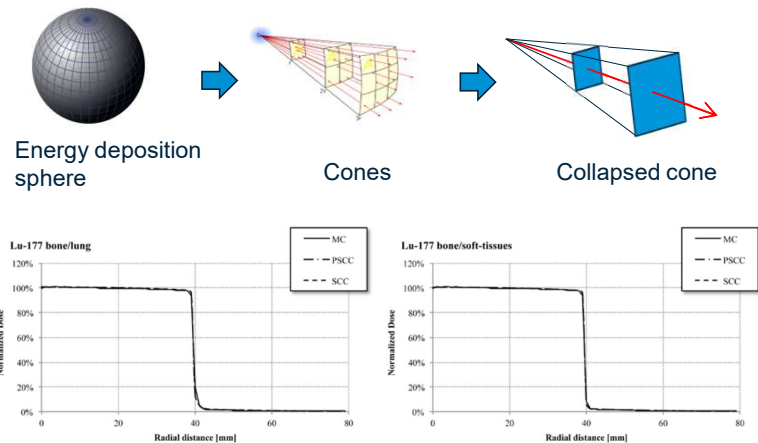 Energy deposition
sphere
Cones
Collapsed cone
Lu-177 bone/lung
MC
PSCC
SCC
120%
100%
80%
60%
40%
20%
0%
Normalized Dose
0 20 40 60 80
Radial distance [mm]
Lu-177 bone/soft-tissues
MC
PSCC
SCC
120%
100%
80%
60%
40%
20%
0%
Normalized Dose
0 20 40 60 80
Radial distance [mm]